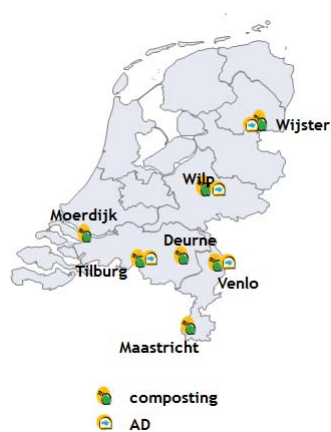 Wijster
Wilp
Moerdijk
Deurne
Tilburg
Venlo
Maastricht
composting
AD